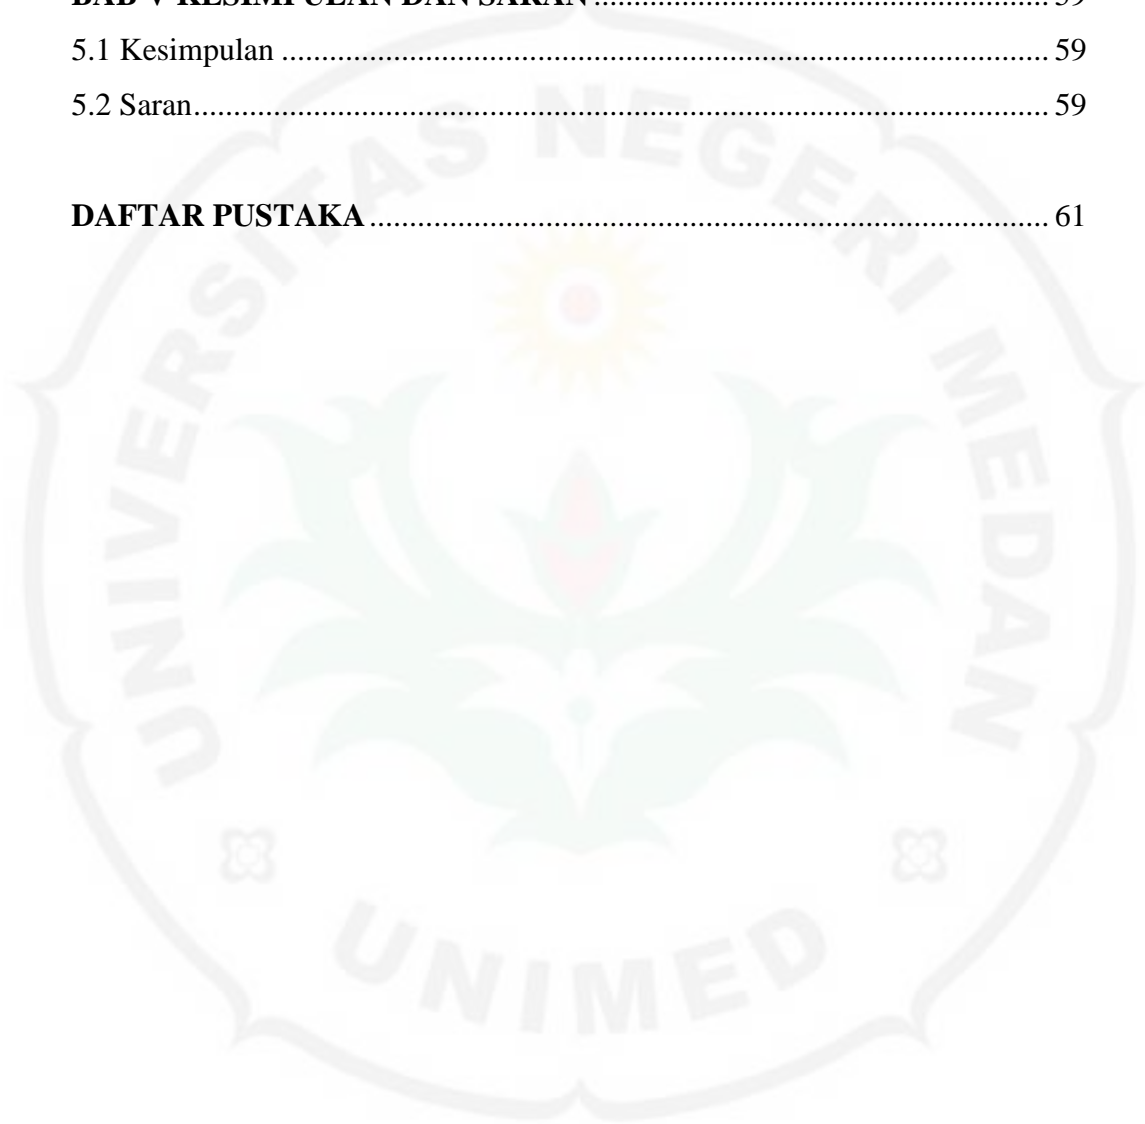 BAB V KESIMPULAN DAN SARAN ........................................................ 59
5.1 Kesimpulan ................................................................................................ 59
5.2 Saran ........................................................................................................... 59
DAFTAR PUSTAKA ..................................................................................... 61
UNIVERSITAS NEGERI MEDAN
UNIMED